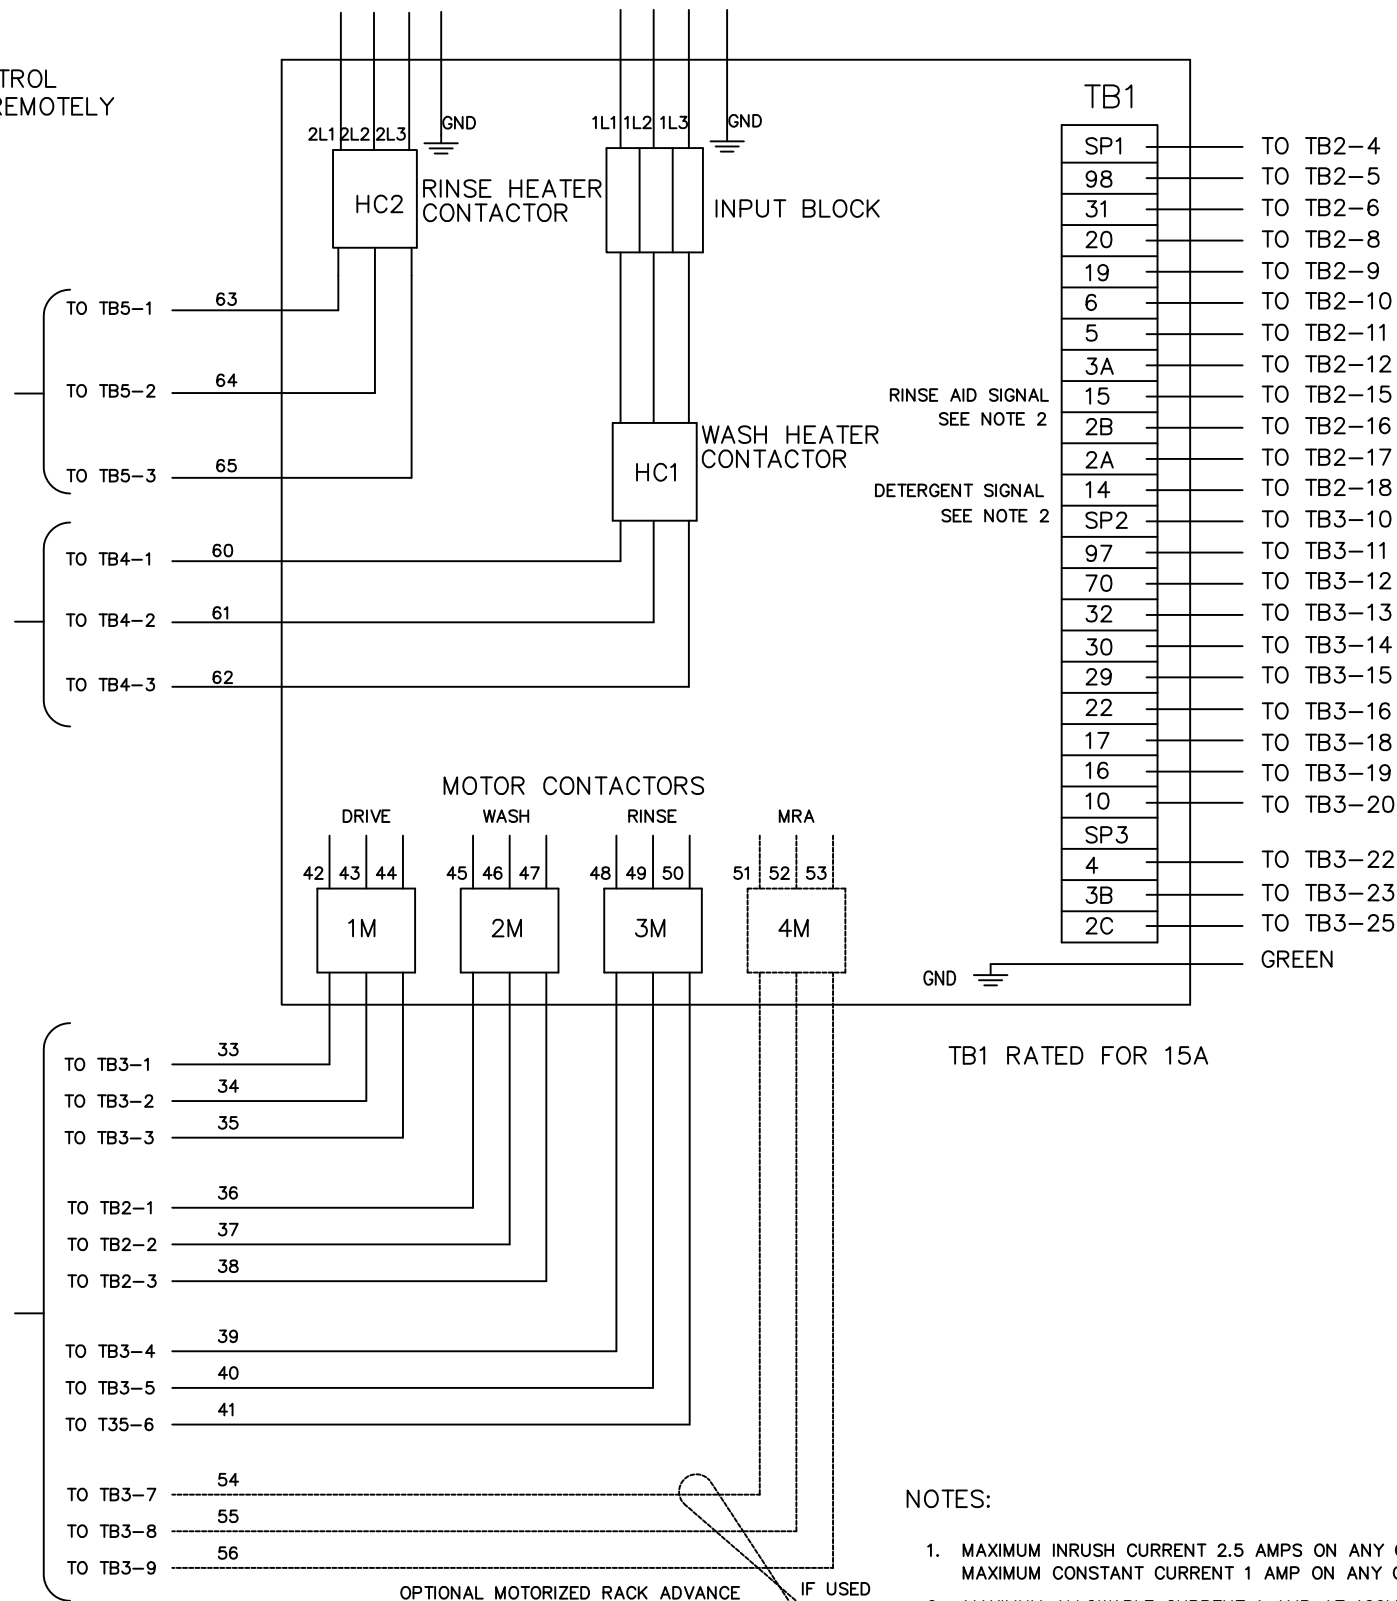 TROL
REMOTELY
2L1 2L2 2L3 GND
1L1 1L2 1L3 GND
HC2
RINSE HEATER
CONTACTOR
INPUT BLOCK
TO TB5-1 63
TO TB5-2 64
TO TB5-3 65
HC1
WASH HEATER
CONTACTOR
TO TB4-1 60
TO TB4-2 61
TO TB4-3 62
RINSE AID SIGNAL
SEE NOTE 2
DETERGENT SIGNAL
SEE NOTE 2
TB1
SP1 TO TB2-4
98 TO TB2-5
31 TO TB2-6
20 TO TB2-8
19 TO TB2-9
6 TO TB2-10
5 TO TB2-11
3A TO TB2-12
15 TO TB2-15
2B TO TB2-16
2A TO TB2-17
14 TO TB2-18
SP2 TO TB3-10
97 TO TB3-11
70 TO TB3-12
32 TO TB3-13
30 TO TB3-14
29 TO TB3-15
22 TO TB3-16
17 TO TB3-18
16 TO TB3-19
10 TO TB3-20
SP3
4 TO TB3-22
3B TO TB3-23
2C TO TB3-25
GND GREEN
TB1 RATED FOR 15A
MOTOR CONTACTORS
DRIVE WASH RINSE MRA
42 43 44 45 46 47 48 49 50 51 52 53
1M 2M 3M 4M
TO TB3-1 33
TO TB3-2 34
TO TB3-3 35
TO TB2-1 36
TO TB2-2 37
TO TB2-3 38
TO TB3-4 39
TO TB3-5 40
TO T35-6 41
TO TB3-7 54
TO TB3-8 55
TO TB3-9 56
OPTIONAL MOTORIZED RACK ADVANCE IF USED
NOTES:
1. MAXIMUM INRUSH CURRENT 2.5 AMPS ON ANY
MAXIMUM CONSTANT CURRENT 1 AMP ON ANY